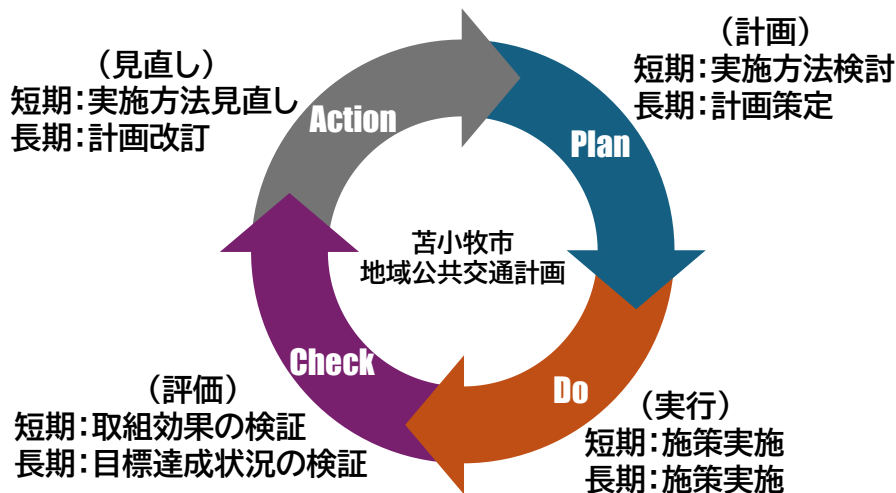 (見直し)
短期:実施方法見直し
長期:計画改訂
Action
(計画)
短期:実施方法検討
長期:計画策定
Plan
苫小牧市
地域公共交通計画
Check
(評価)
短期:取組効果の検証
長期:目標達成状況の検証
Do
(実行)
短期:施策実施
長期:施策実施